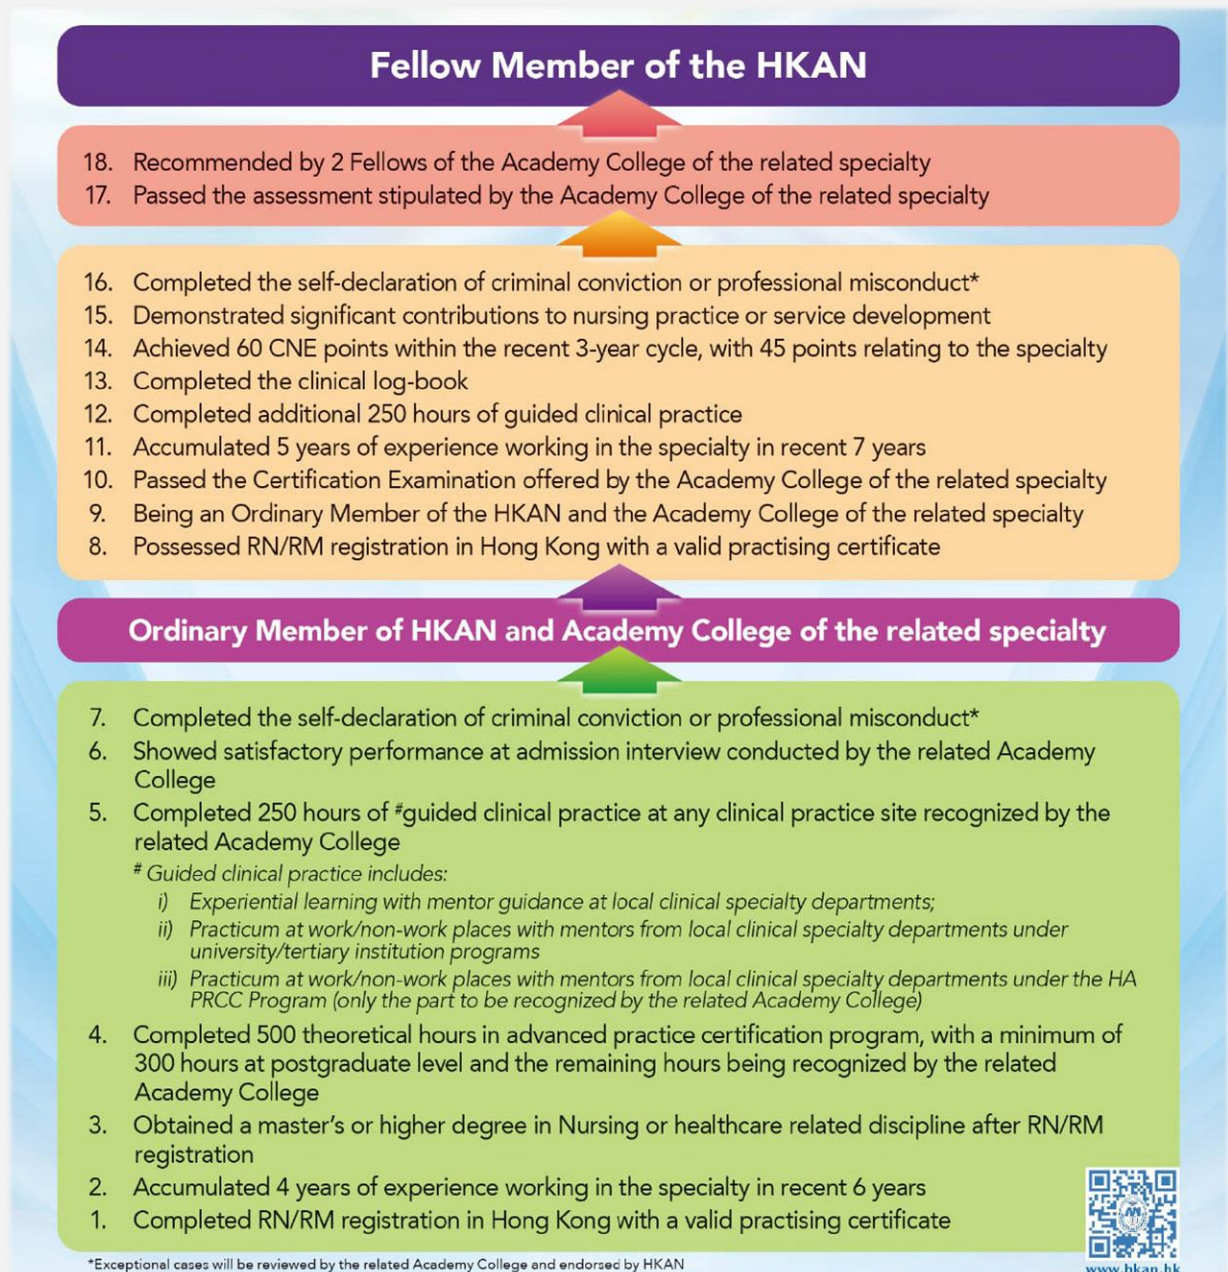 Fellow Member of the HKAN
18. Recommended by 2 Fellows of the Academy College of the related specialty
17. Passed the assessment stipulated by the Academy College of the related specialty
16. Completed the self-declaration of criminal conviction or professional misconduct*
15. Demonstrated significant contributions to nursing practice or service development
14. Achieved 60 CNE points within the recent 3-year cycle, with 45 points relating to the specialty
13. Completed the clinical log-book
12. Completed additional 250 hours of guided clinical practice
11. Accumulated 5 years of experience working in the specialty in recent 7 years
10. Passed the Certification Examination offered by the Academy College of the related specialty
9. Being an Ordinary Member of the HKAN and the Academy College of the related specialty
8. Possessed RN/RM registration in Hong Kong with a valid practising certificate
Ordinary Member of HKAN and Academy College of the related specialty
7. Completed the self-declaration of criminal conviction or professional misconduct*
6. Showed satisfactory performance at admission interview conducted by the related Academy
College
5. Completed 250 hours of #guided clinical practice at any clinical practice site recognized by the
related Academy College
# Guided clinical practice includes:
i) Experiential learning with mentor guidance at local clinical specialty departments;
ii) Practicum at work/non-work places with mentors from local clinical specialty departments under
university/tertiary institution programs
iii) Practicum at work/non-work places with mentors from local clinical specialty departments under the HA
PRCC Program (only the part to be recognized by the related Academy College)
4. Completed 500 theoretical hours in advanced practice certification program, with a minimum of
300 hours at postgraduate level and the remaining hours being recognized by the related
Academy College
3. Obtained a master's or higher degree in Nursing or healthcare related discipline after RN/RM
registration
2. Accumulated 4 years of experience working in the specialty in recent 6 years
1. Completed RN/RM registration in Hong Kong with a valid practising certificate
*Exceptional cases will be reviewed by the related Academy College and endorsed by HKAN
www.hkan.hk